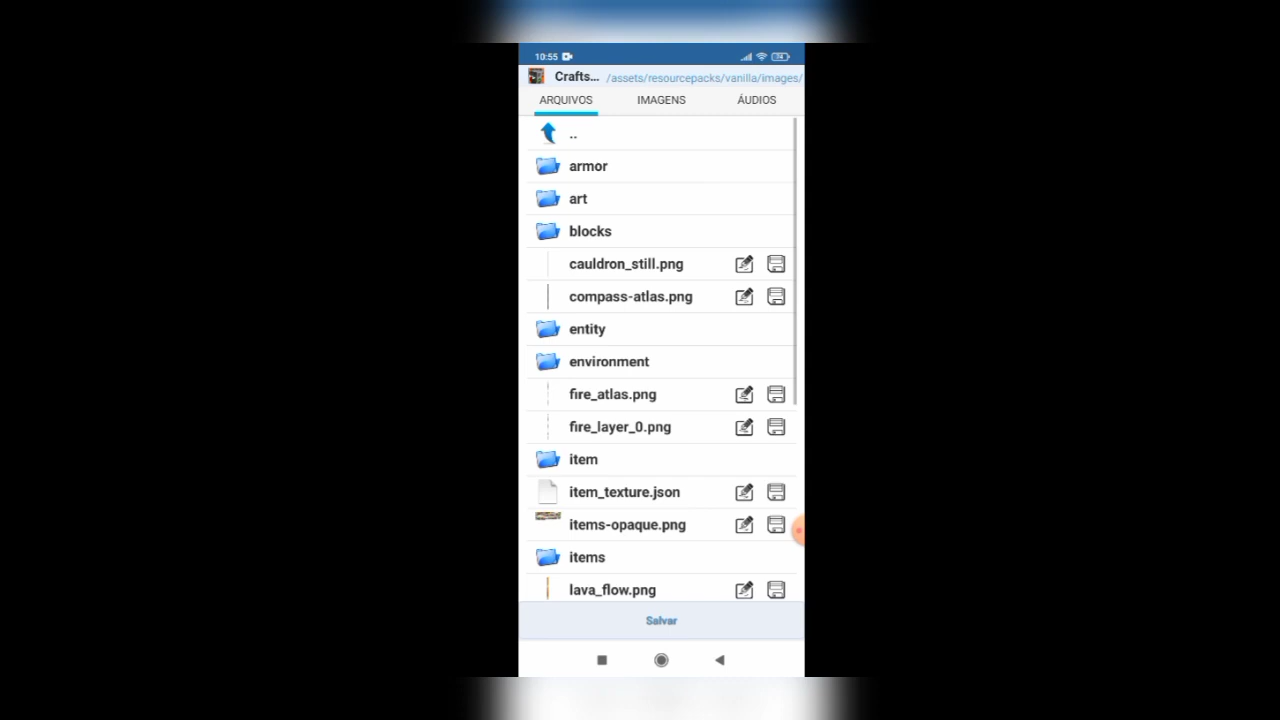 10:55
Crafts... /assets/resourcepacks/vanilla/images/
ARQUIVOS IMAGENS ÁUDIOS
..
armor
art
blocks
cauldron_still.png
compass-atlas.png
entity
environment
fire_atlas.png
fire_layer_0.png
item
item_texture.json
items-opaque.png
items
lava_flow.png
Salvar